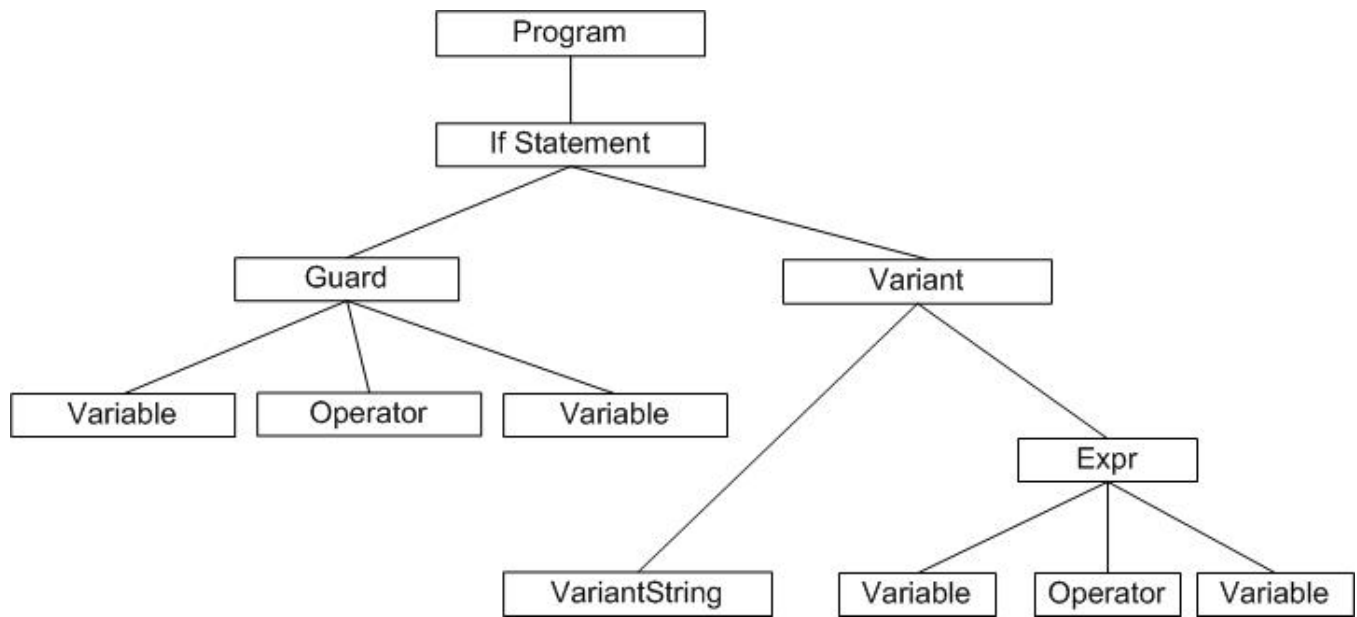 Program
If Statement
Guard
Variant
Variable
Operator
Variable
Expr
VariantString
Variable
Operator
Variable